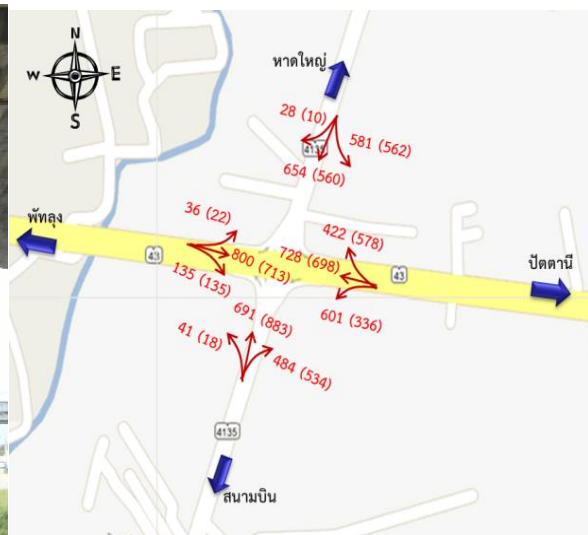 N
W E
S
หาดใหญ่
28 (10)
581 (562)
4135
654 (560)
36 (22)
422 (578)
พัทลุง
43
800 (713)
728 (698)
43
ปัตตานี
135 (135)
601 (336)
691 (883)
41 (18)
484 (534)
4135
สนามบิน